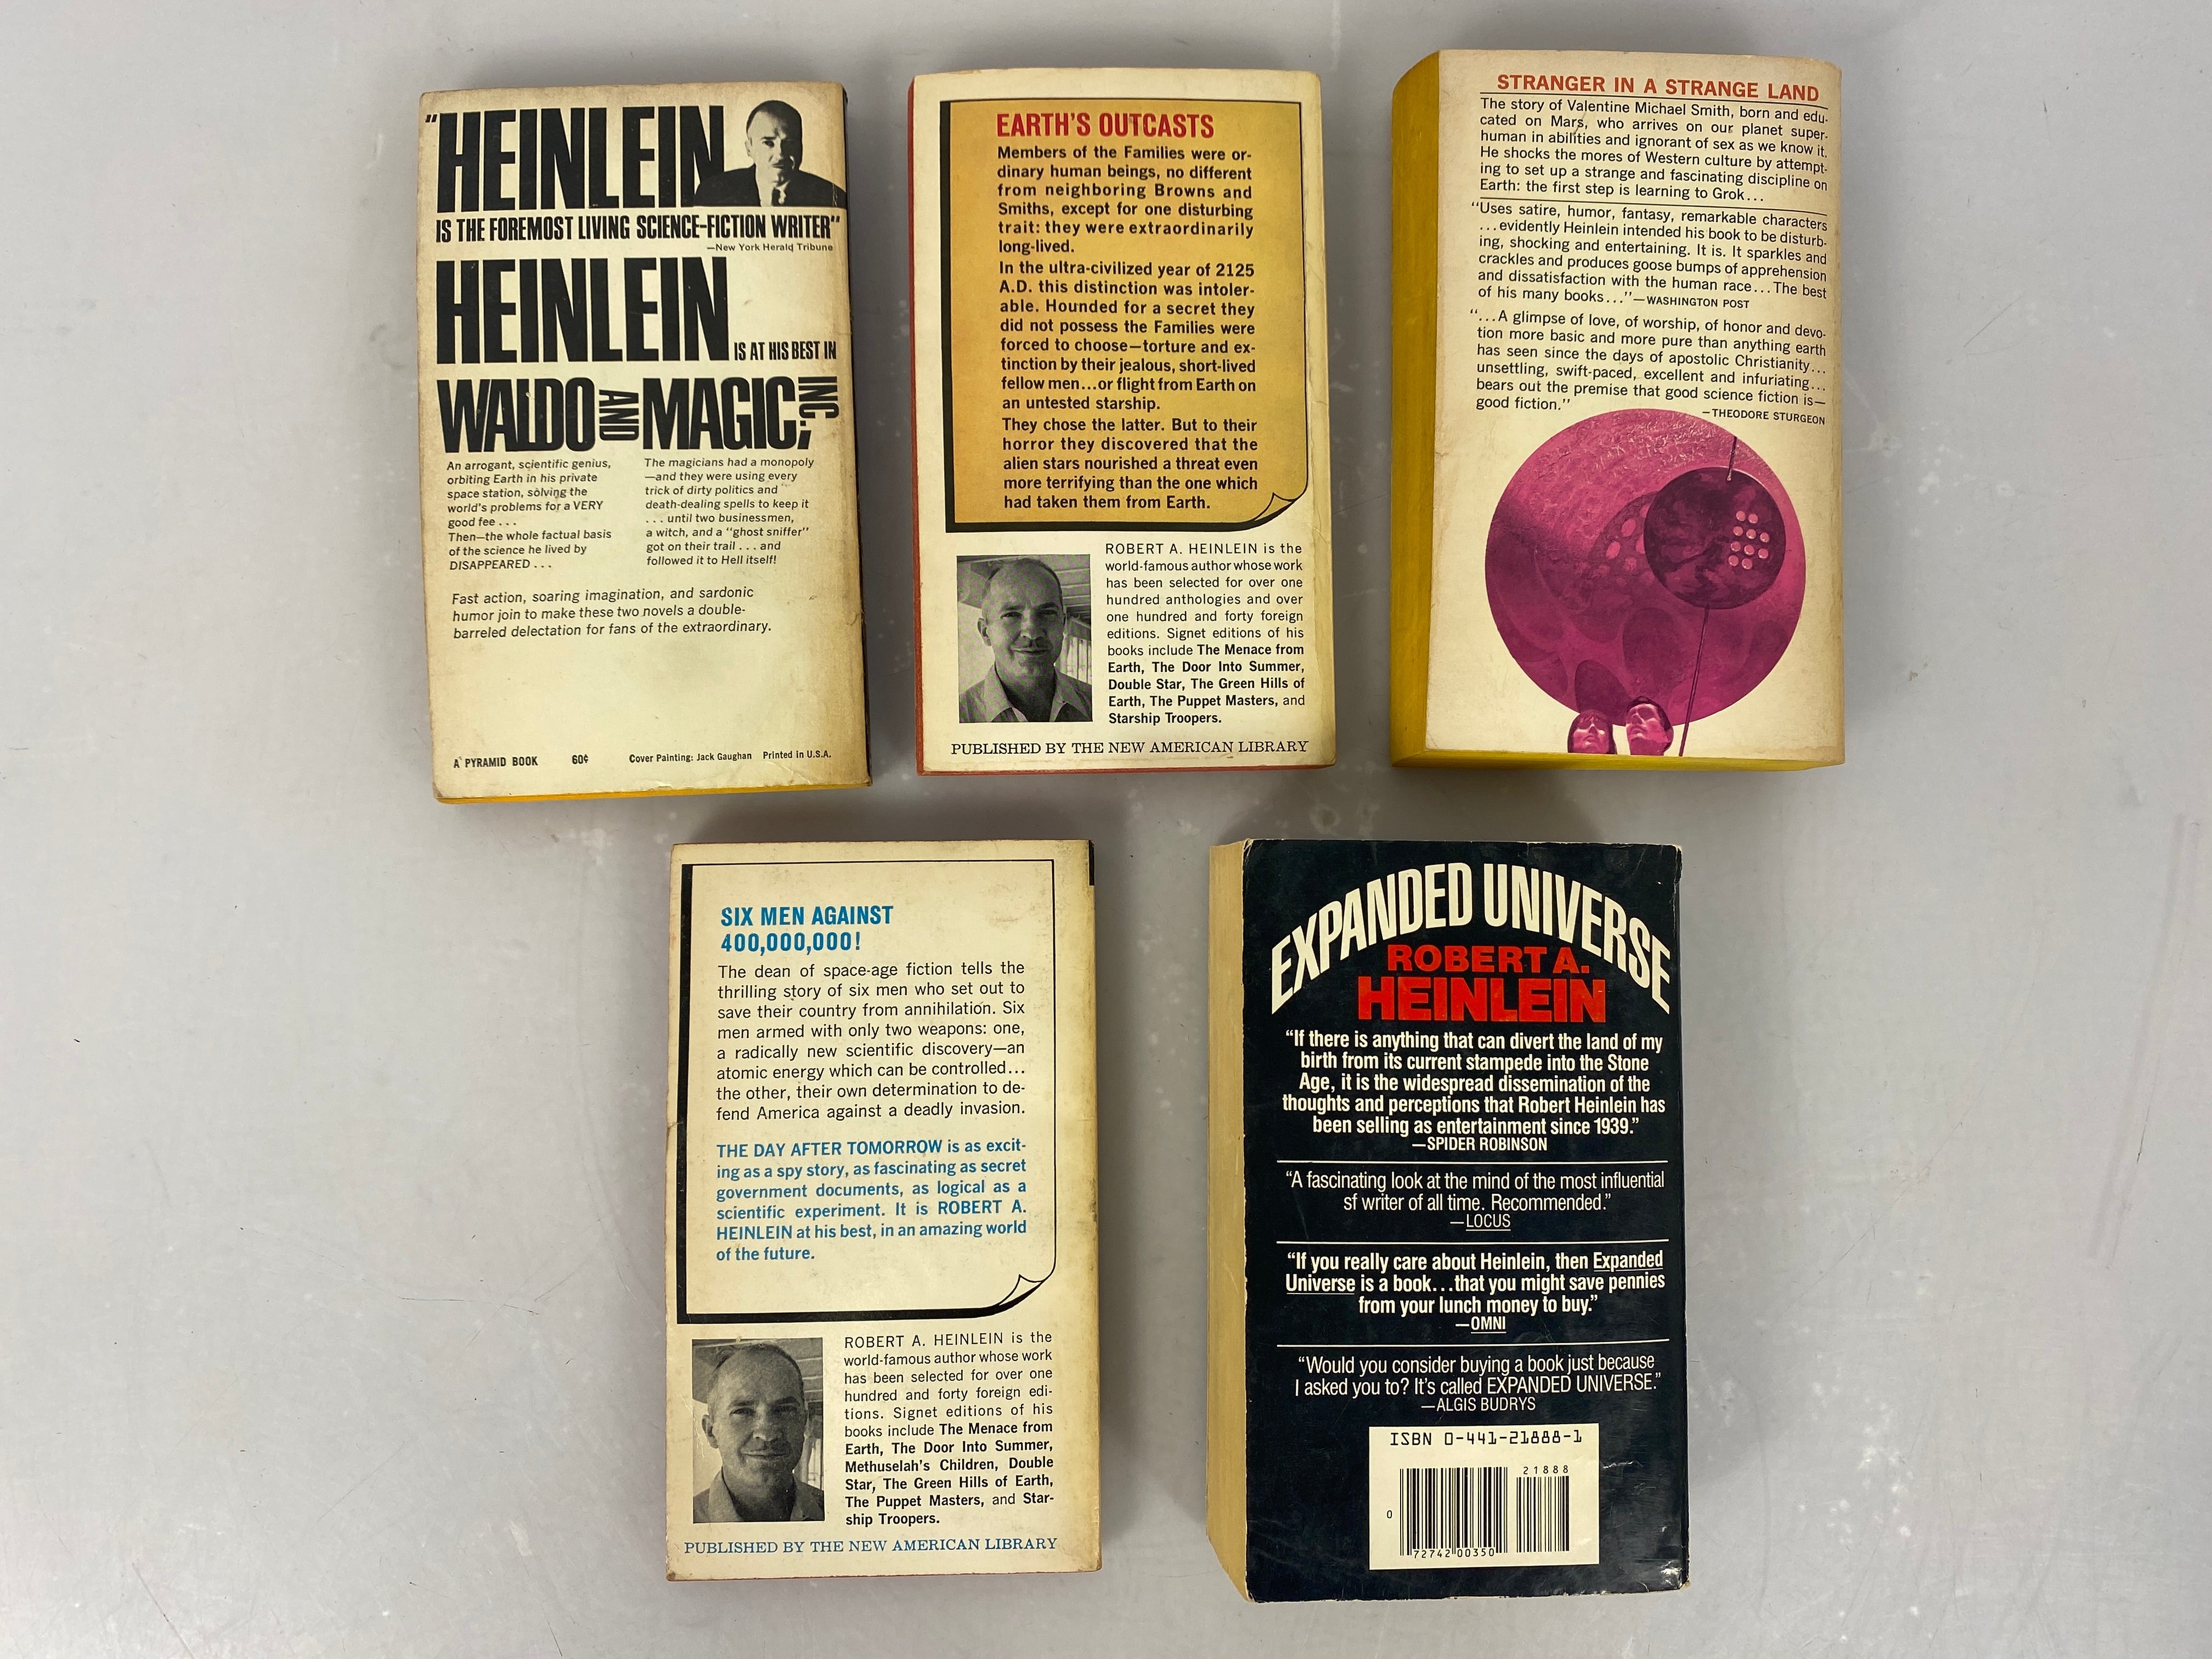 "HEINLEIN
IS THE FOREMOST LIVING SCIENCE-FICTION WRITER"
—New York Herald Tribune
HEINLEIN
IS AT HIS BEST IN
WALDO AND MAGIC, INC.
An arrogant, scientific genius,
orbiting Earth in his private
space station, solving the
world's problems for a VERY
good fee . . .
Then—the whole factual basis
of the science he lived by
DISAPPEARED . . .
The magicians had a monopoly
—and they were using every
trick of dirty politics and
death-dealing spells to keep it
. . . until two businessmen,
a witch, and a "ghost sniffer"
got on their trail . . . and
followed it to Hell itself!
Fast action, soaring imagination, and sardonic
humor join to make these two novels a double-
barreled delectation for fans of the extraordinary.
A PYRAMID BOOK 60¢ Cover Painting: Jack Gaughan Printed in U.S.A.
EARTH'S OUTCASTS
Members of the Families were or-
dinary human beings, no different
from neighboring Browns and
Smiths, except for one disturbing
trait: they were extraordinarily
long-lived.
In the ultra-civilized year of 2125
A.D. this distinction was intoler-
able. Hounded for a secret they
did not possess the Families were
forced to choose—torture and ex-
tinction by their jealous, short-lived
fellow men...or flight from Earth on
an untested starship.
They chose the latter. But to their
horror they discovered that the
alien stars nourished a threat even
more terrifying than the one which
had taken them from Earth.
ROBERT A. HEINLEIN is the
world-famous author whose work
has been selected for over one
hundred anthologies and over
one hundred and forty foreign
editions. Signet editions of his
books include The Menace from
Earth, The Door Into Summer,
Double Star, The Green Hills of
Earth, The Puppet Masters, and
Starship Troopers.
PUBLISHED BY THE NEW AMERICAN LIBRARY
STRANGER IN A STRANGE LAND
The story of Valentine Michael Smith, born and edu-
cated on Mars, who arrives on our planet super-
human in abilities and ignorant of sex as we know it.
He shocks the mores of Western culture by attempt-
ing to set up a strange and fascinating discipline on
Earth: the first step is learning to Grok...
"Uses satire, humor, fantasy, remarkable characters
...evidently Heinlein intended his book to be disturb-
ing, shocking and entertaining. It is. It sparkles and
crackles and produces goose bumps of apprehension
and dissatisfaction with the human race...The best
of his many books..."—WASHINGTON POST
"...A glimpse of love, of worship, of honor and devo-
tion more basic and more pure than anything earth
has seen since the days of apostolic Christianity...
unsettling, swift-paced, excellent and infuriating...
bears out the premise that good science fiction is—
good fiction."
—THEODORE STURGEON
SIX MEN AGAINST
400,000,000!
The dean of space-age fiction tells the
thrilling story of six men who set out to
save their country from annihilation. Six
men armed with only two weapons: one,
a radically new scientific discovery—an
atomic energy which can be controlled...
the other, their own determination to de-
fend America against a deadly invasion.
THE DAY AFTER TOMORROW is as excit-
ing as a spy story, as fascinating as secret
government documents, as logical as a
scientific experiment. It is ROBERT A.
HEINLEIN at his best, in an amazing world
of the future.
ROBERT A. HEINLEIN is the
world-famous author whose work
has been selected for over one
hundred and forty foreign edi-
tions. Signet editions of his
books include The Menace from
Earth, The Door Into Summer,
Methuselah's Children, Double
Star, The Green Hills of Earth,
The Puppet Masters, and Star-
ship Troopers.
PUBLISHED BY THE NEW AMERICAN LIBRARY
EXPANDED UNIVERSE
ROBERT A.
HEINLEIN
"If there is anything that can divert the land of my
birth from its current stampede into the Stone
Age, it is the widespread dissemination of the
thoughts and perceptions that Robert Heinlein has
been selling as entertainment since 1939."
—SPIDER ROBINSON
"A fascinating look at the mind of the most influential
sf writer of all time. Recommended."
—LOCUS
"If you really care about Heinlein, then Expanded
Universe is a book...that you might save pennies
from your lunch money to buy."
—OMNI
"Would you consider buying a book just because
I asked you to? It's called EXPANDED UNIVERSE."
—ALGIS BUDRYS
ISBN 0-441-21888-1
21888
0 72742 00350